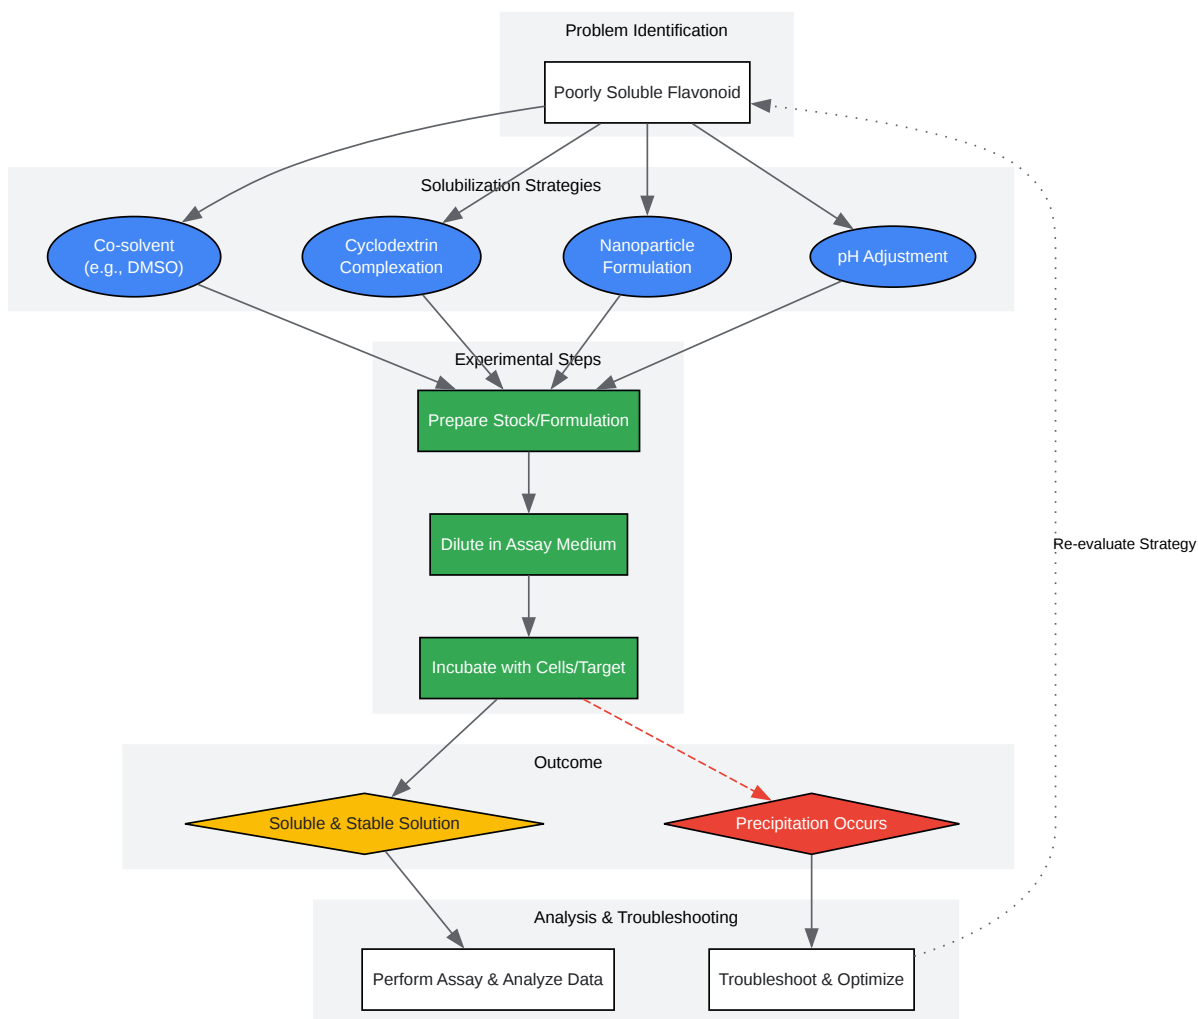 Problem Identification
Poorly Soluble Flavonoid
Solubilization Strategies
Co-solvent
(e.g., DMSO)
Cyclodextrin
Complexation
Nanoparticle
Formulation
pH Adjustment
Experimental Steps
Prepare Stock/Formulation
Dilute in Assay Medium
Re-evaluate Strategy
Incubate with Cells/Target
Outcome
Soluble & Stable Solution
Precipitation Occurs
Analysis & Troubleshooting
Perform Assay & Analyze Data
Troubleshoot & Optimize